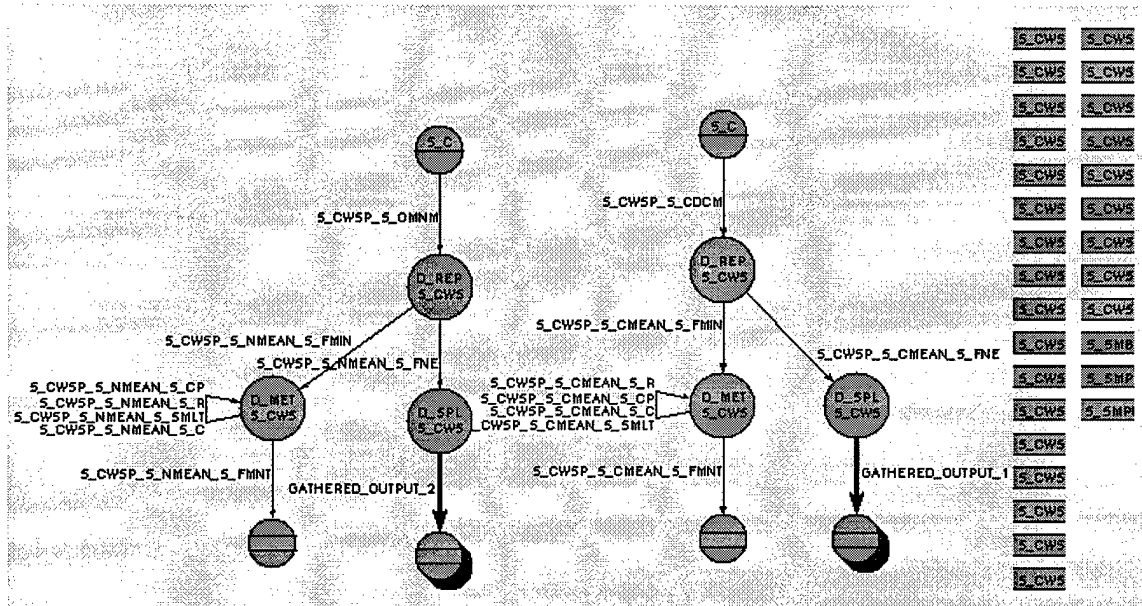 S_C
S_CWSP_S_OMNM
D_REP
S_CWS
S_CWSP_S_NMEAN_S_FMIN
S_CWSP_S_NMEAN_S_FNE
S_CWSP_S_NMEAN_S_CP
S_CWSP_S_NMEAN_S_R
S_CWSP_S_NMEAN_S_SMLT
S_CWSP_S_NMEAN_S_C
D_MET
S_CWS
D_SPL
S_CWS
S_CWSP_S_NMEAN_S_FMNT
GATHERED_OUTPUT_2
S_C
S_CWSP_S_CDCM
D_REP
S_CWS
S_CWSP_S_CMEAN_S_FMIN
S_CWSP_S_CMEAN_S_FNE
S_CWSP_S_CMEAN_S_R
S_CWSP_S_CMEAN_S_CP
S_CWSP_S_CMEAN_S_C
_CWSP_S_CMEAN_S_SMLT
D_MET
S_CWS
D_SPL
S_CWS
S_CWSP_S_CMEAN_S_FMNT
GATHERED_OUTPUT_1
S_CWS S_CWS
S_CWS S_CWS
S_CWS S_CWS
S_CWS S_CWS
S_CWS S_CWS
S_CWS S_CWS
S_CWS S_CWS
S_CWS S_CWS
S_CWS S_CWS
S_CWS S_SMB
S_CWS S_SMP
S_CWS S_SMPI
S_CWS
S_CWS
S_CWS
S_CWS
S_CWS